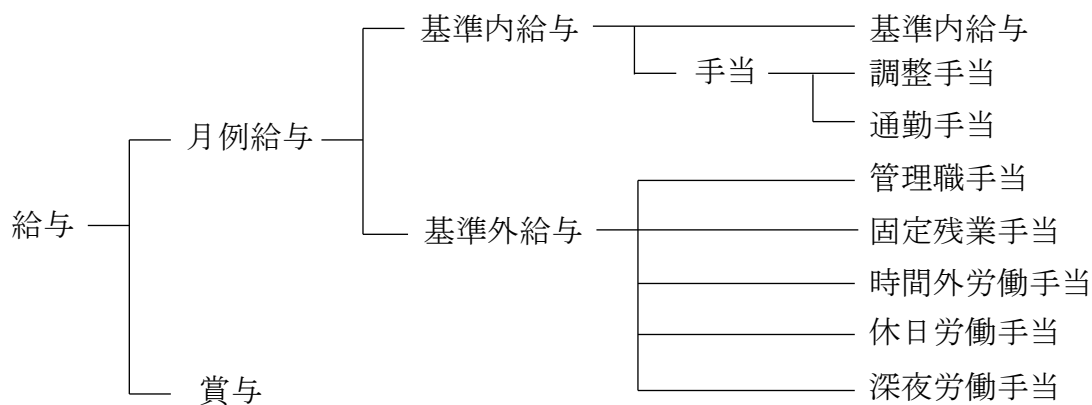 基準内給与
基準内給与
手当
調整手当
月例給与
通勤手当
管理職手当
給与
基準外給与
固定残業手当
時間外労働手当
休日労働手当
賞与
深夜労働手当